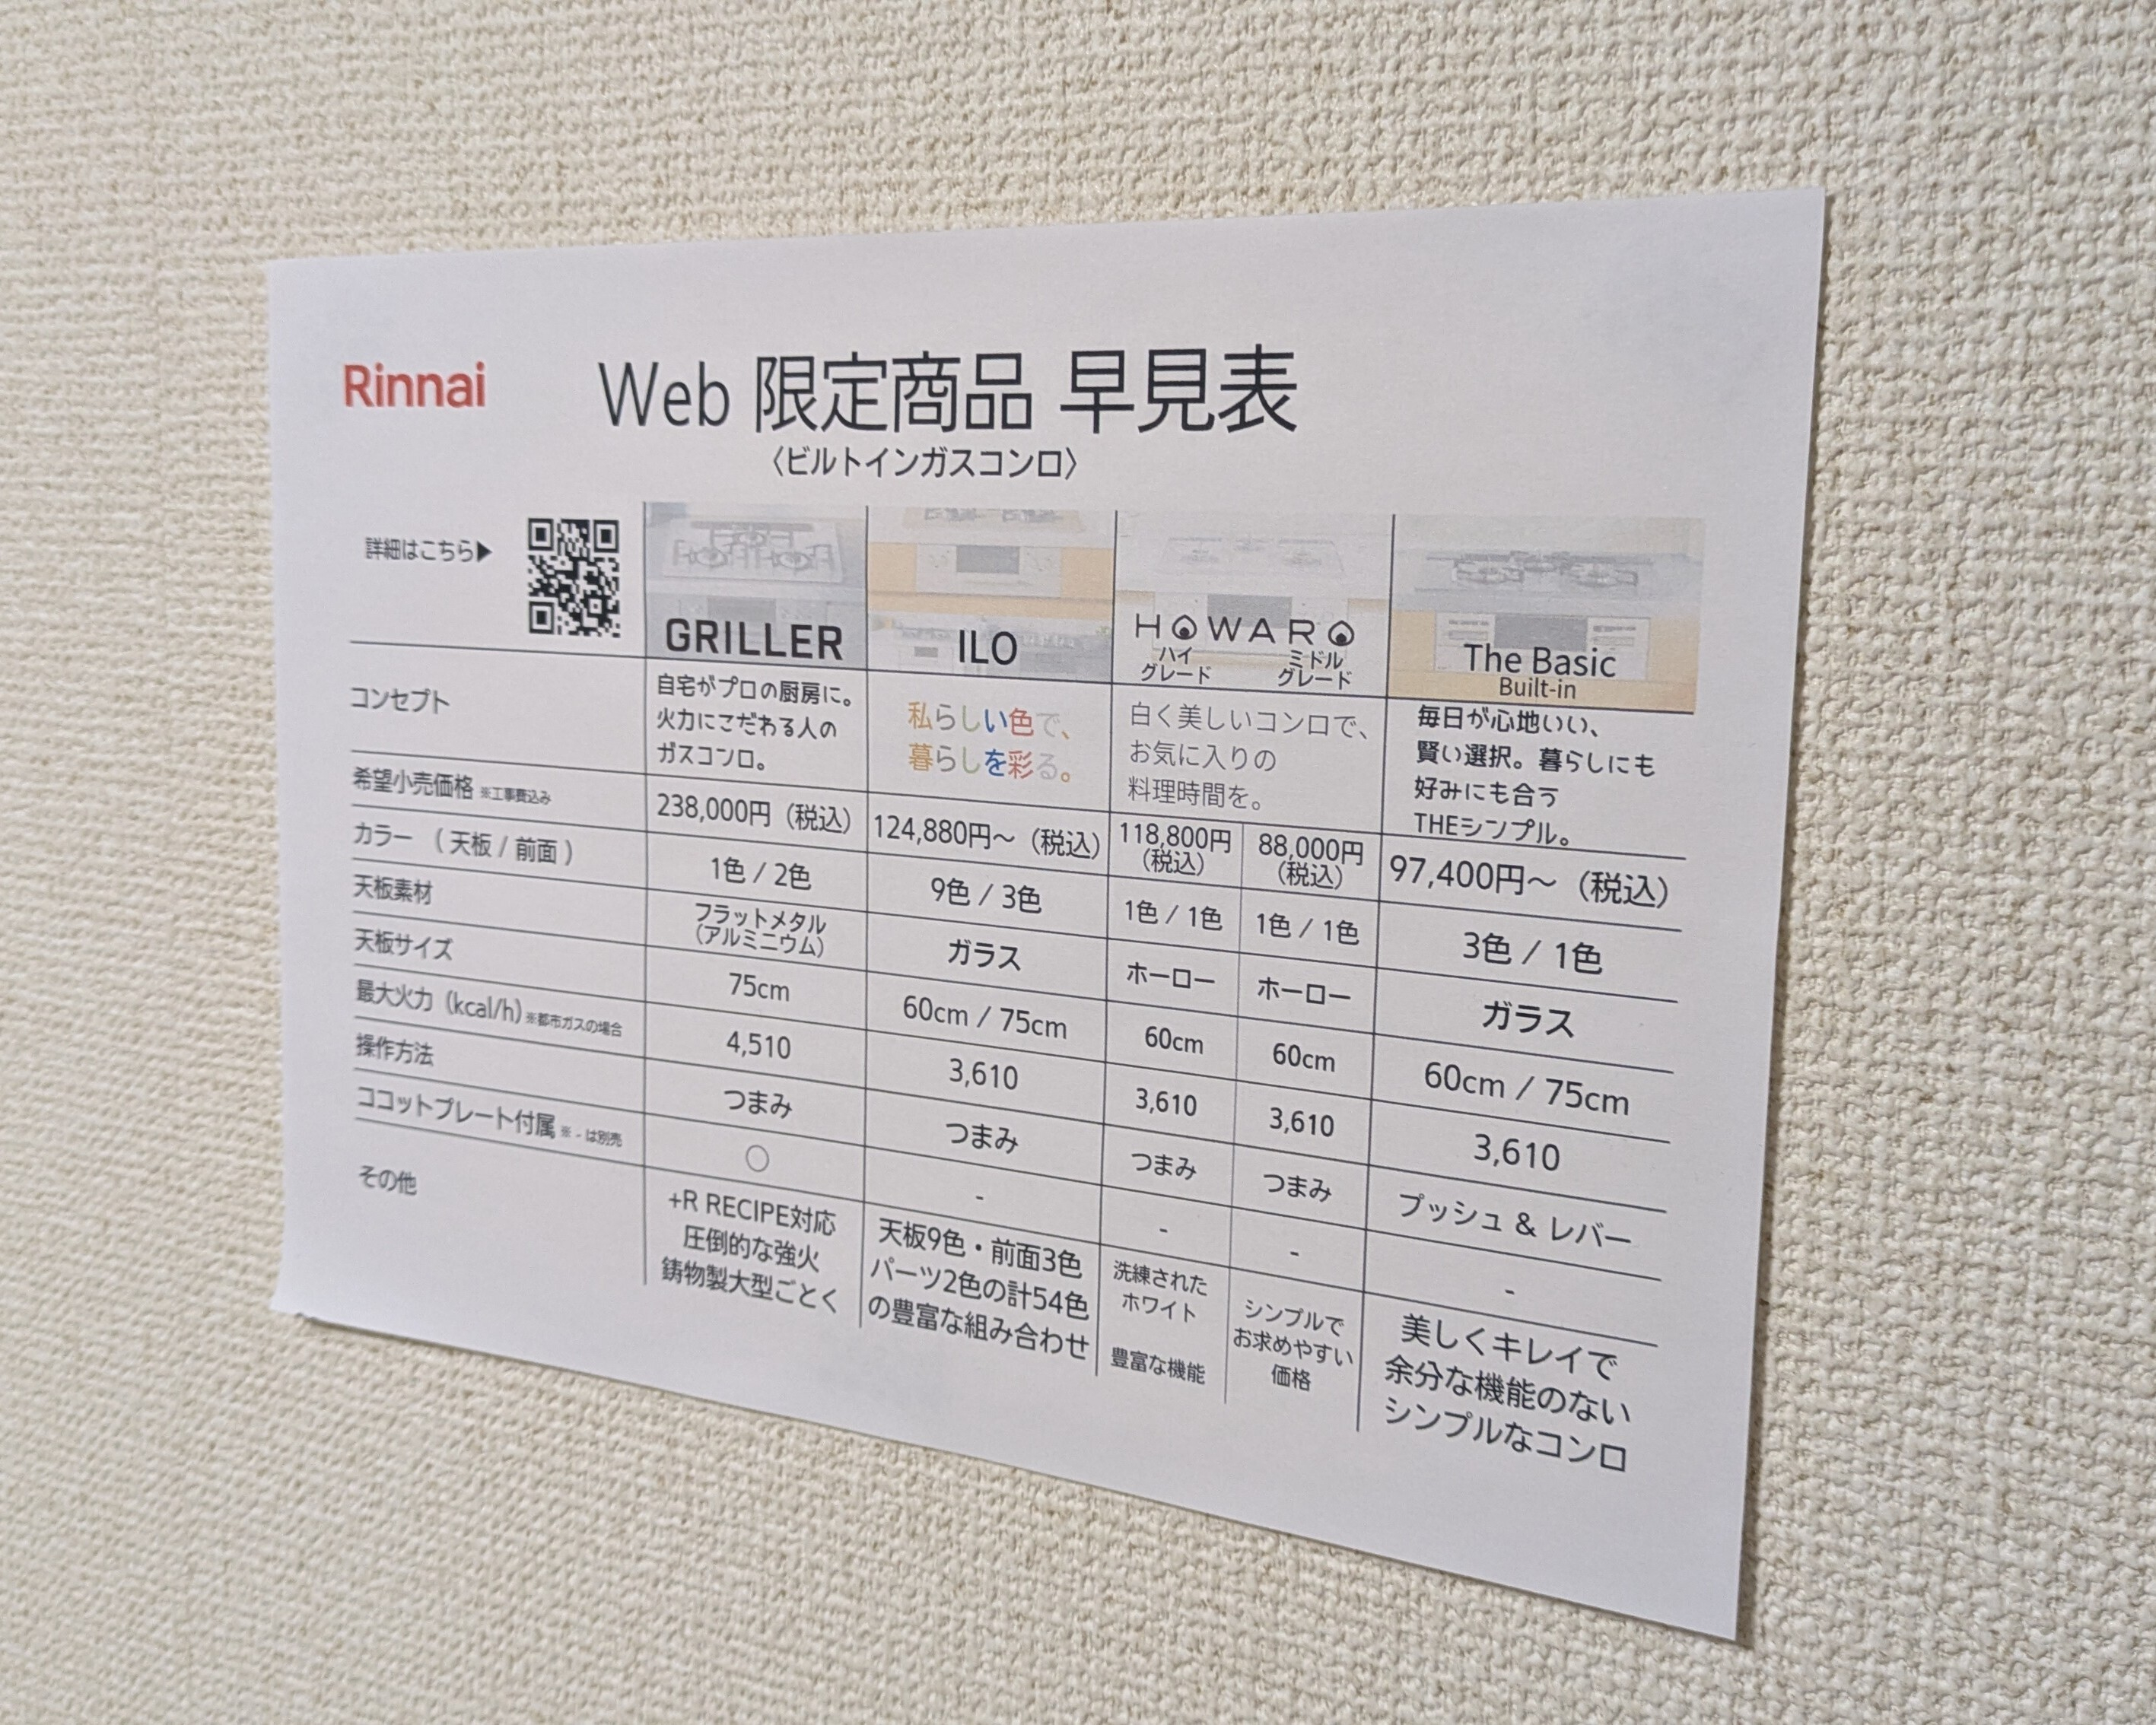 Rinnai
Web 限定商品 早見表
〈ビルトインガスコンロ〉
詳細はこちら▶
GRILLER
ILO
HOWARO
ハイ
グレード
ミドル
グレード
The Basic
Built-in
コンセプト
自宅がプロの厨房に。
火力にこだわる人の
ガスコンロ。
私らしい色で、
暮らしを彩る。
白く美しいコンロで、
お気に入りの
料理時間を。
毎日が心地いい、
賢い選択。暮らしにも
好みにも合う
THEシンプル。
希望小売価格 ※工事費込み
238,000円（税込）
124,880円～（税込）
118,800円
（税込）
88,000円
（税込）
97,400円～（税込）
カラー （ 天板 / 前面 ）
1色 / 2色
9色 / 3色
1色 / 1色
1色 / 1色
3色 / 1色
天板素材
フラットメタル
（アルミニウム）
ガラス
ホーロー
ホーロー
ガラス
天板サイズ
75cm
60cm / 75cm
60cm
60cm
60cm / 75cm
最大火力（kcal/h）※都市ガスの場合
4,510
3,610
3,610
3,610
3,610
操作方法
つまみ
つまみ
つまみ
つまみ
プッシュ & レバー
ココットプレート付属 ※ - は別売
○
-
-
-
-
その他
+R RECIPE対応
圧倒的な強火
鋳物製大型ごとく
天板9色・前面3色
パーツ2色の計54色
の豊富な組み合わせ
洗練された
ホワイト
豊富な機能
シンプルで
お求めやすい
価格
美しくキレイで
余分な機能のない
シンプルなコンロ